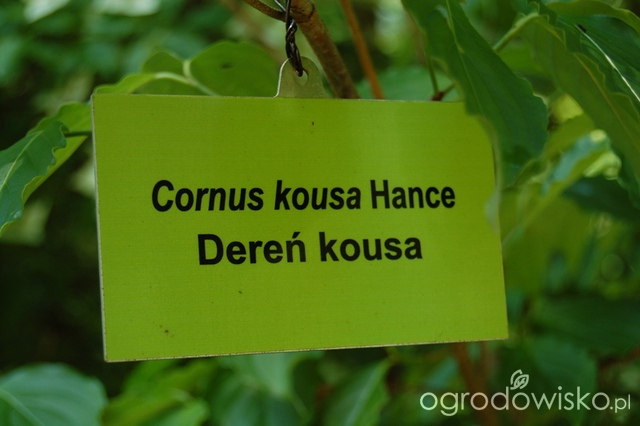 Cornus kousa Hance
Dereń kousa
ogrodowisko.pl